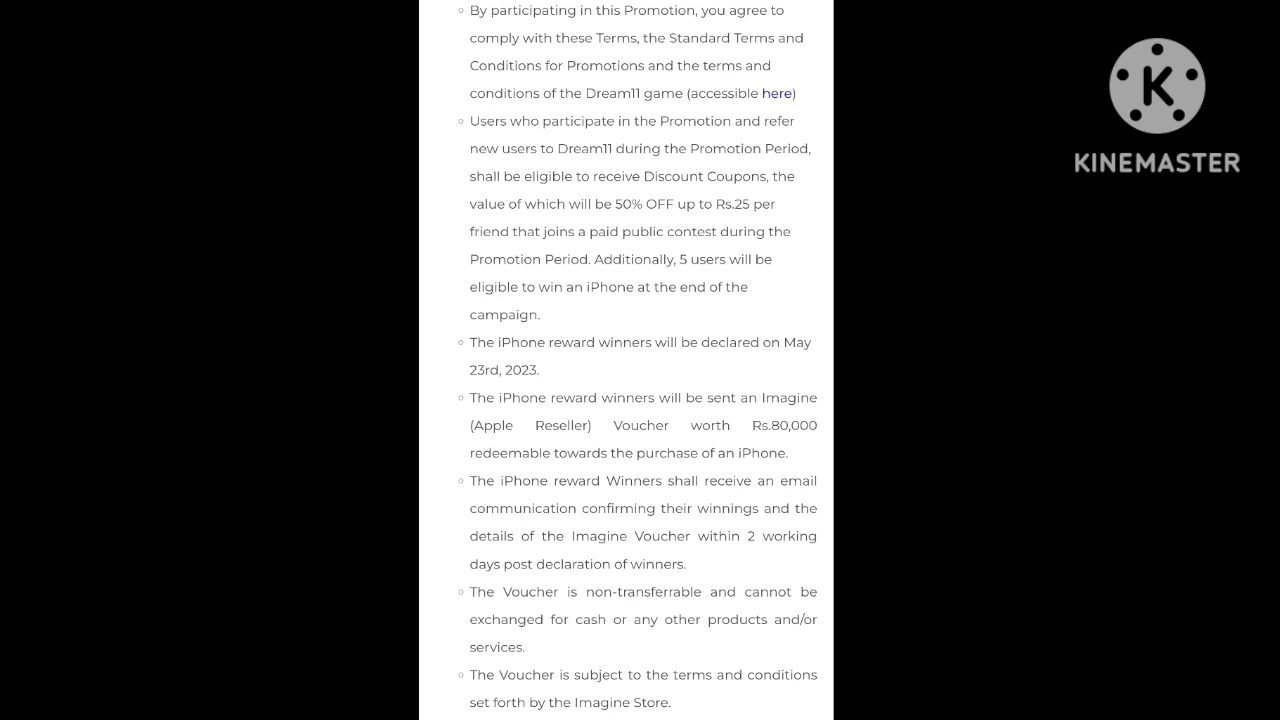 By participating in this Promotion, you agree to
comply with these Terms, the Standard Terms and
Conditions for Promotions and the terms and
conditions of the Dream11 game (accessible here)
Users who participate in the Promotion and refer
new users to Dream11 during the Promotion Period,
shall be eligible to receive Discount Coupons, the
value of which will be 50% OFF up to Rs.25 per
friend that joins a paid public contest during the
Promotion Period. Additionally, 5 users will be
eligible to win an iPhone at the end of the
campaign.
The iPhone reward winners will be declared on May
23rd, 2023.
The iPhone reward winners will be sent an Imagine
(Apple Reseller) Voucher worth Rs.80,000
redeemable towards the purchase of an iPhone.
The iPhone reward Winners shall receive an email
communication confirming their winnings and the
details of the Imagine Voucher within 2 working
days post declaration of winners.
The Voucher is non-transferrable and cannot be
exchanged for cash or any other products and/or
services.
The Voucher is subject to the terms and conditions
set forth by the Imagine Store.
K
KINEMASTER